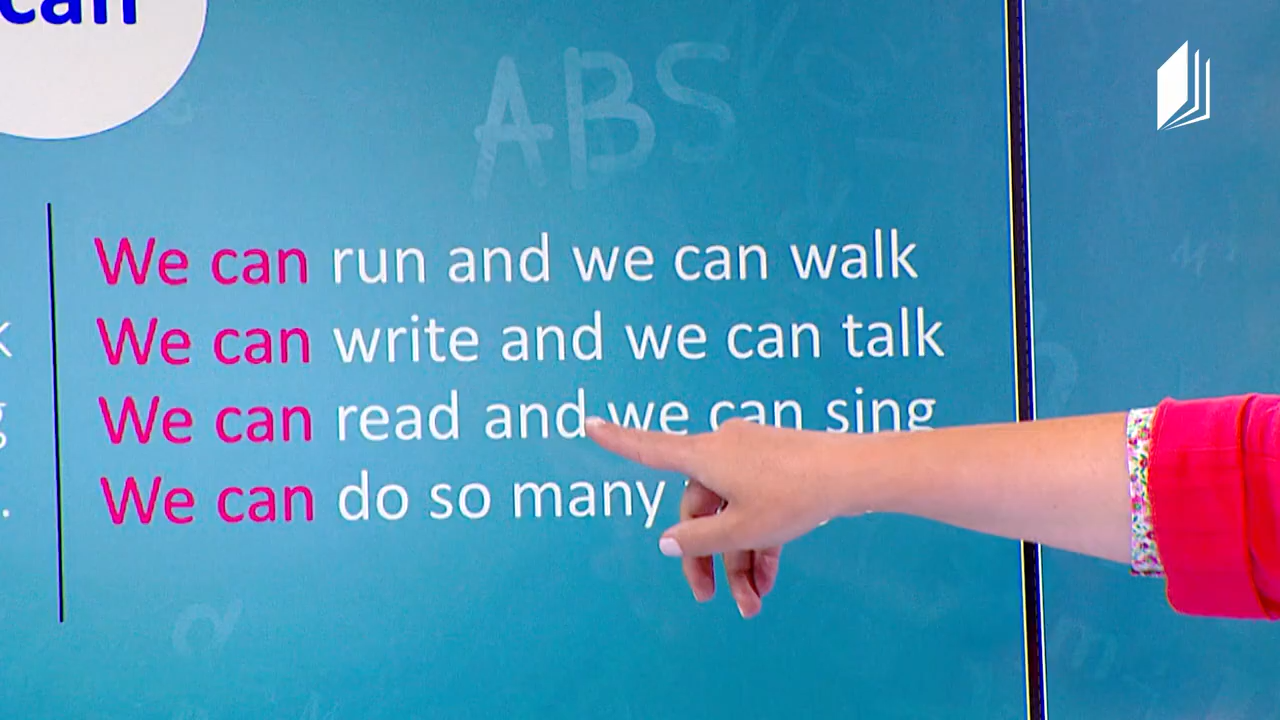 can
ABS
We can run and we can walk
We can write and we can talk
We can read and we can sing
We can do so many